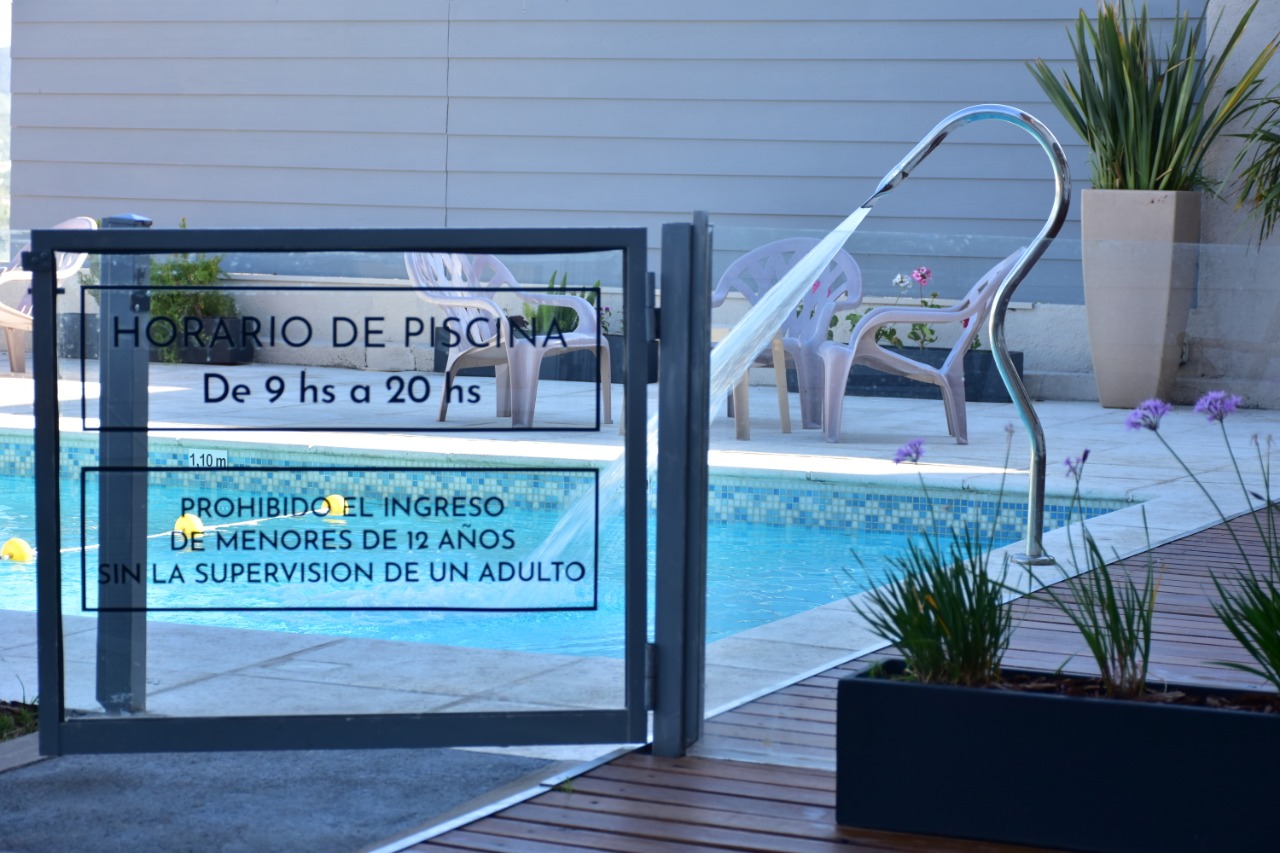 HORARIO DE PISCINA
De 9 hs a 20 hs
1,10 m
PROHIBIDO EL INGRESO
DE MENORES DE 12 AÑOS
SIN LA SUPERVISION DE UN ADULTO